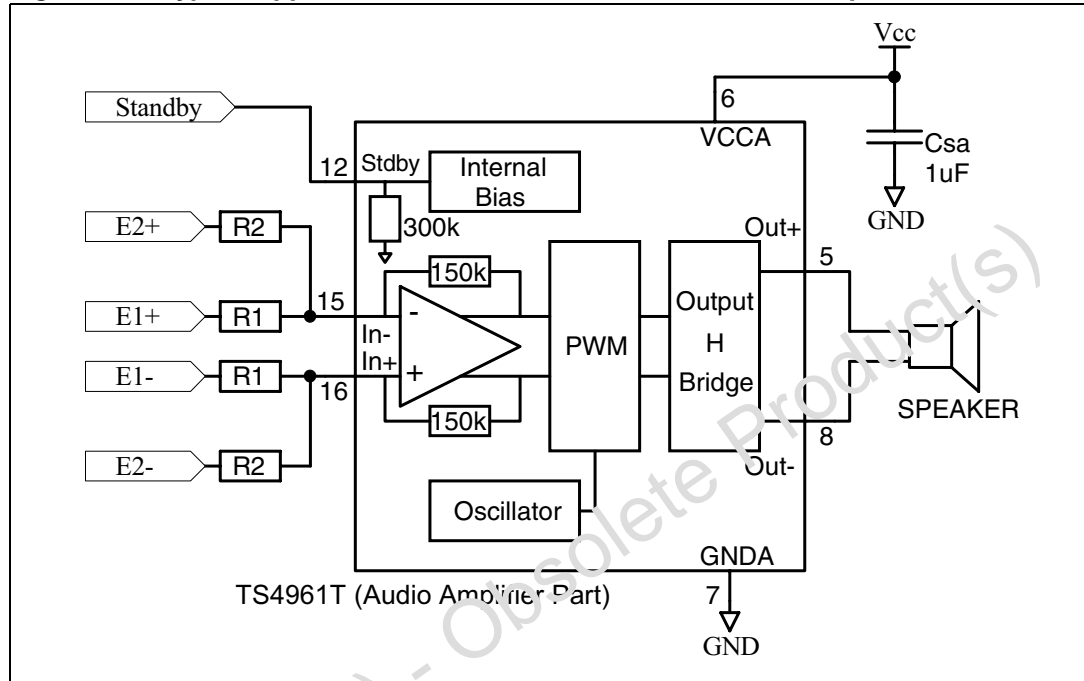 Vcc
6
VCCA
Csa
1uF
GND
Standby
12
Stdby
Internal
Bias
300k
E2+
R2
Out+
5
150k
15
E1+
R1
In-
-
Output
H
Bridge
PWM
In+
+
E1-
R1
16
150k
SPEAKER
8
Out-
E2-
R2
Oscillator
GNDA
7
GND
TS4961T (Audio Amplifier Part)
) - Obsolete Product(s)